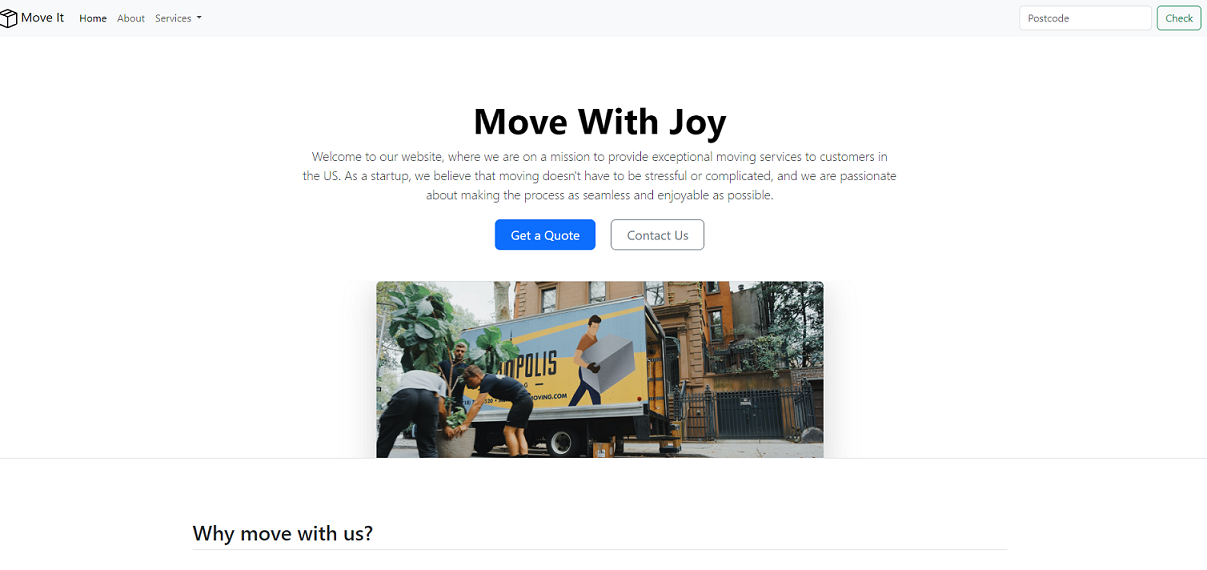 Move It Home About Services Postcode Check
Move With Joy
Welcome to our website, where we are on a mission to provide exceptional moving services to customers in
the US. As a startup, we believe that moving doesn't have to be stressful or complicated, and we are passionate
about making the process as seamless and enjoyable as possible.
Get a Quote Contact Us
OPOLIS
OVING.COM
Why move with us?